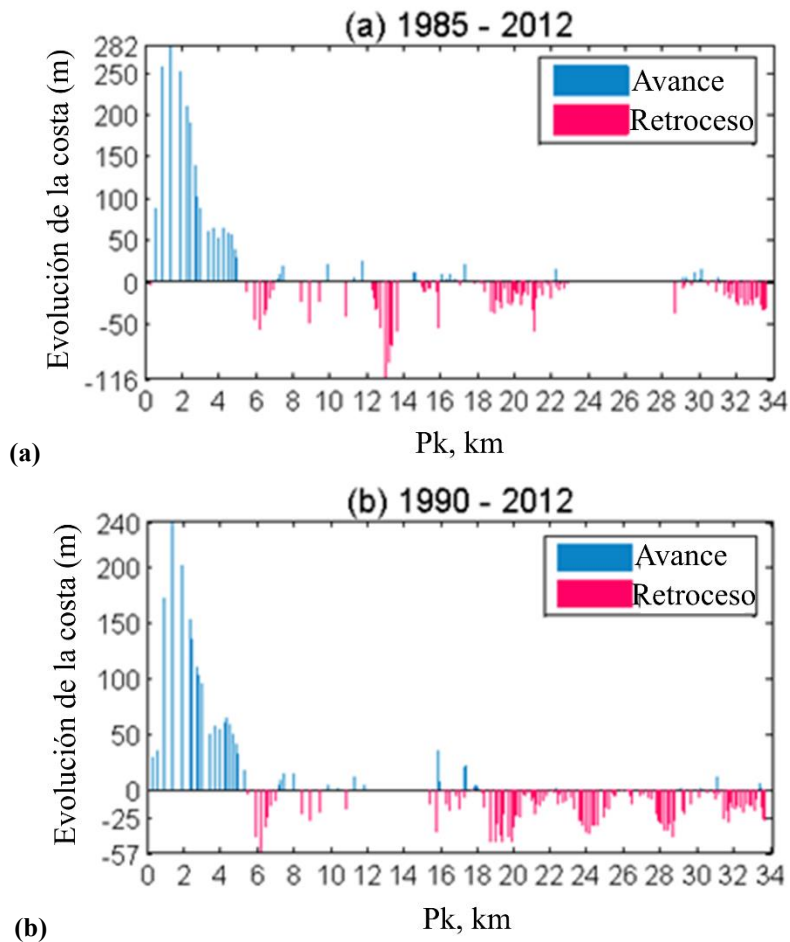 (a) 1985 - 2012
Evolución de la costa (m)
282
250
200
150
100
50
0
-50
-116
Avance
Retroceso
0 2 4 6 8 10 12 14 16 18 20 22 24 26 28 30 32 34
Pk, km
(a)
(b) 1990 - 2012
Evolución de la costa (m)
240
200
150
100
50
0
-25
-57
Avance
Retroceso
0 2 4 6 8 10 12 14 16 18 20 22 24 26 28 30 32 34
Pk, km
(b)